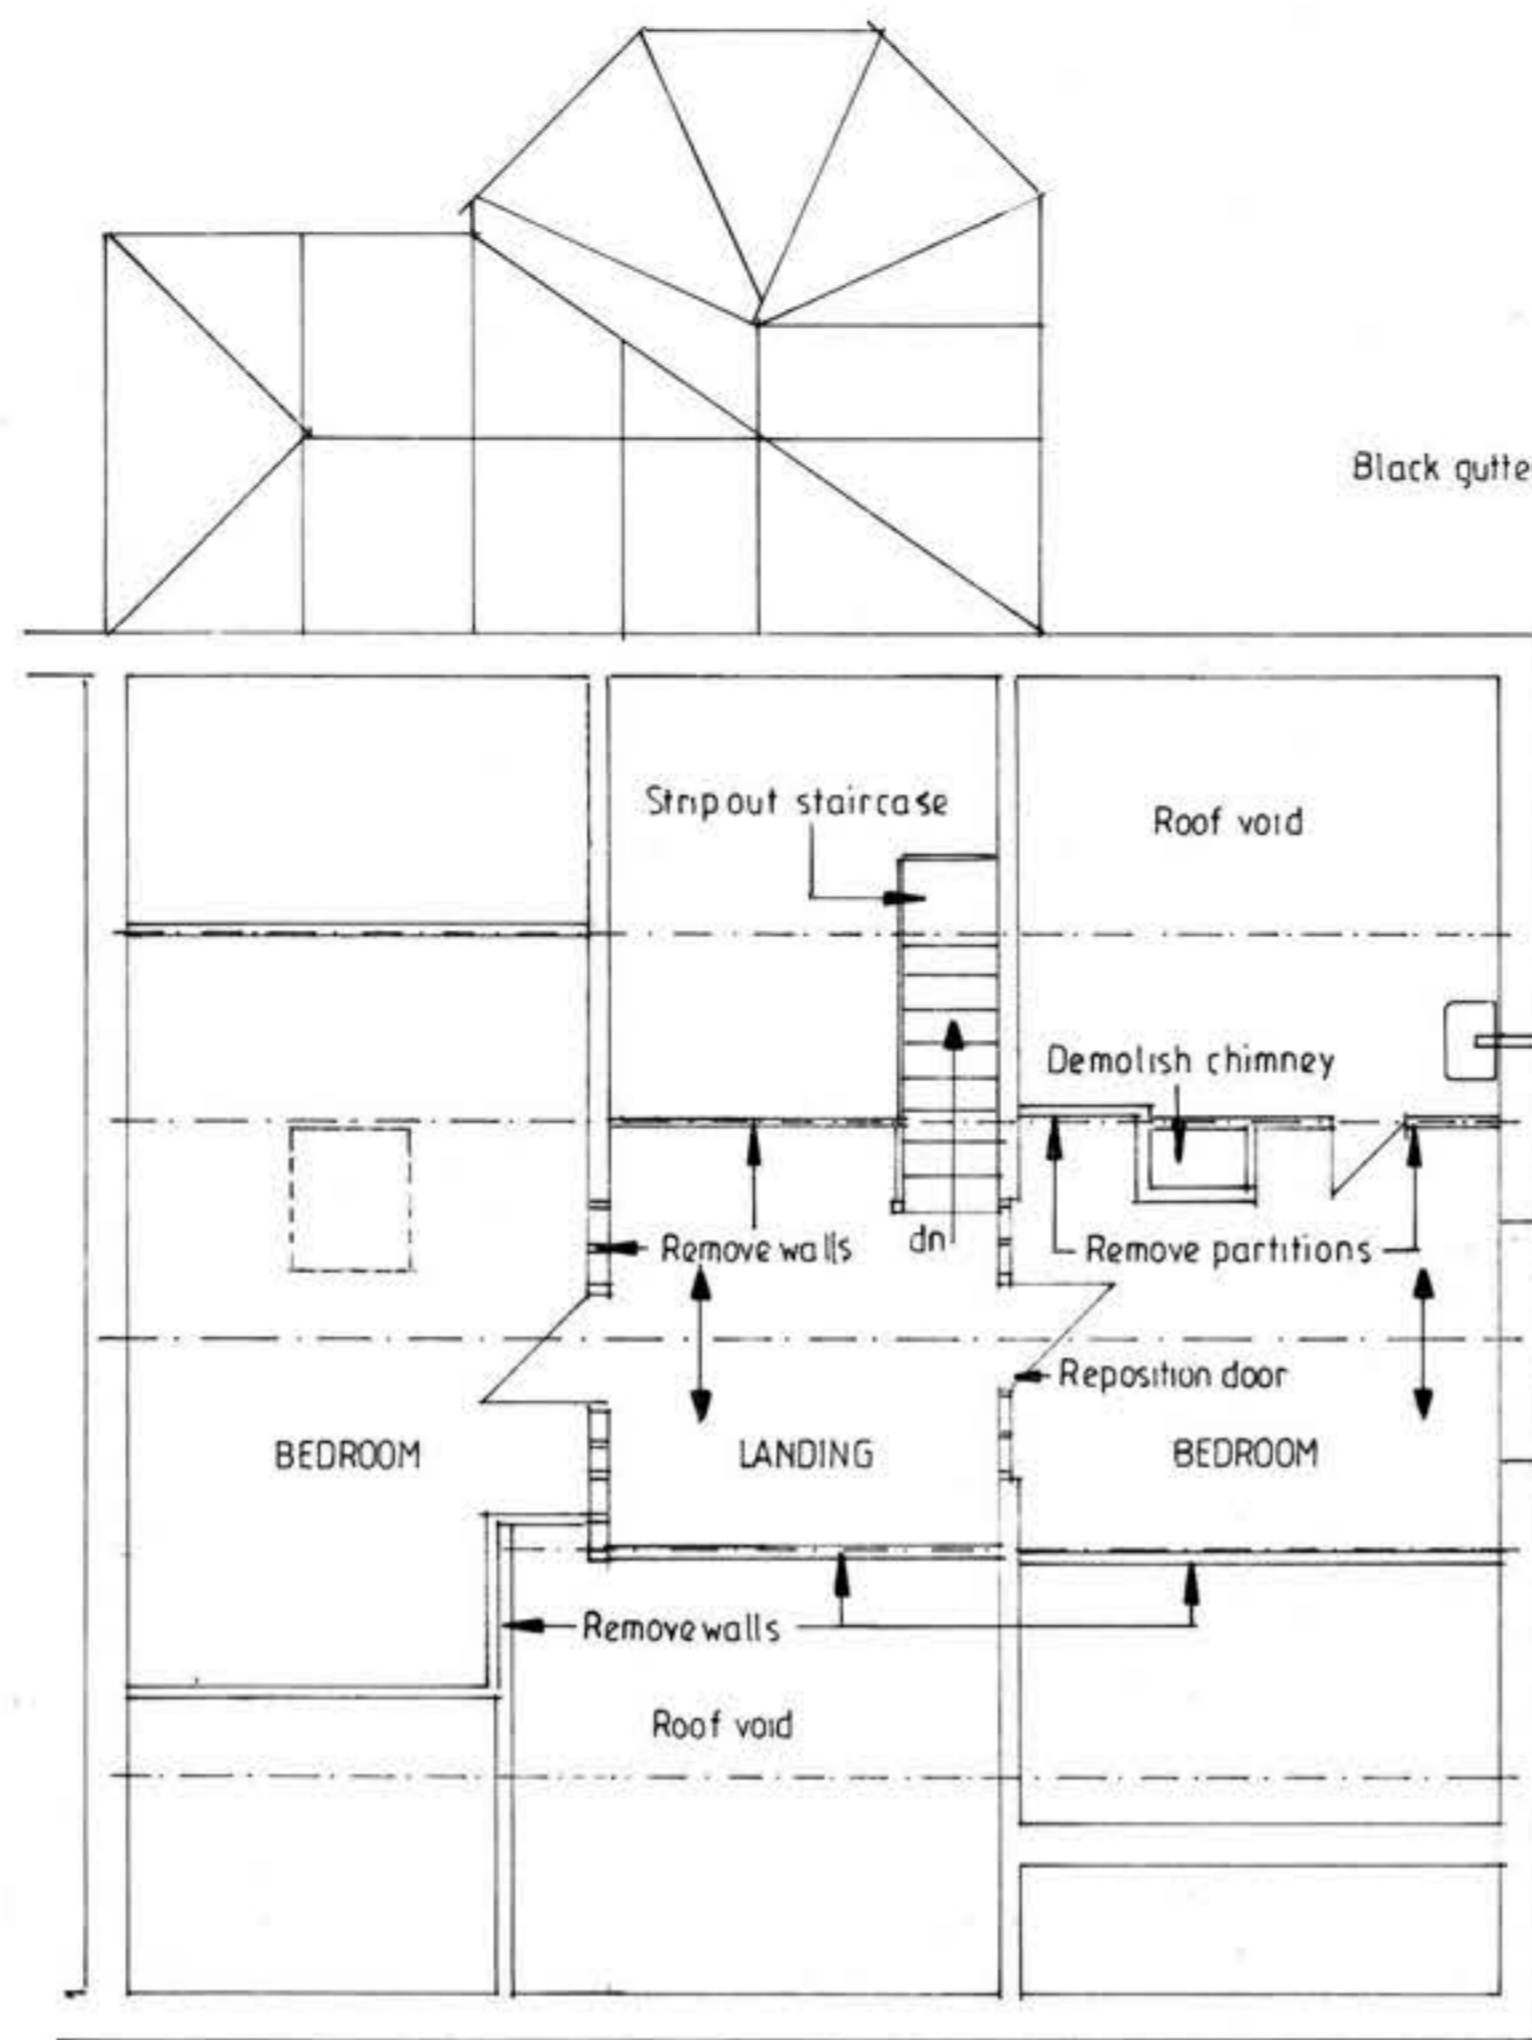 Black gutte
Strip out staircase
Roof void
Demolish chimney
Remove walls
dn
Remove partitions
Reposition door
BEDROOM
LANDING
BEDROOM
Remove walls
Roof void